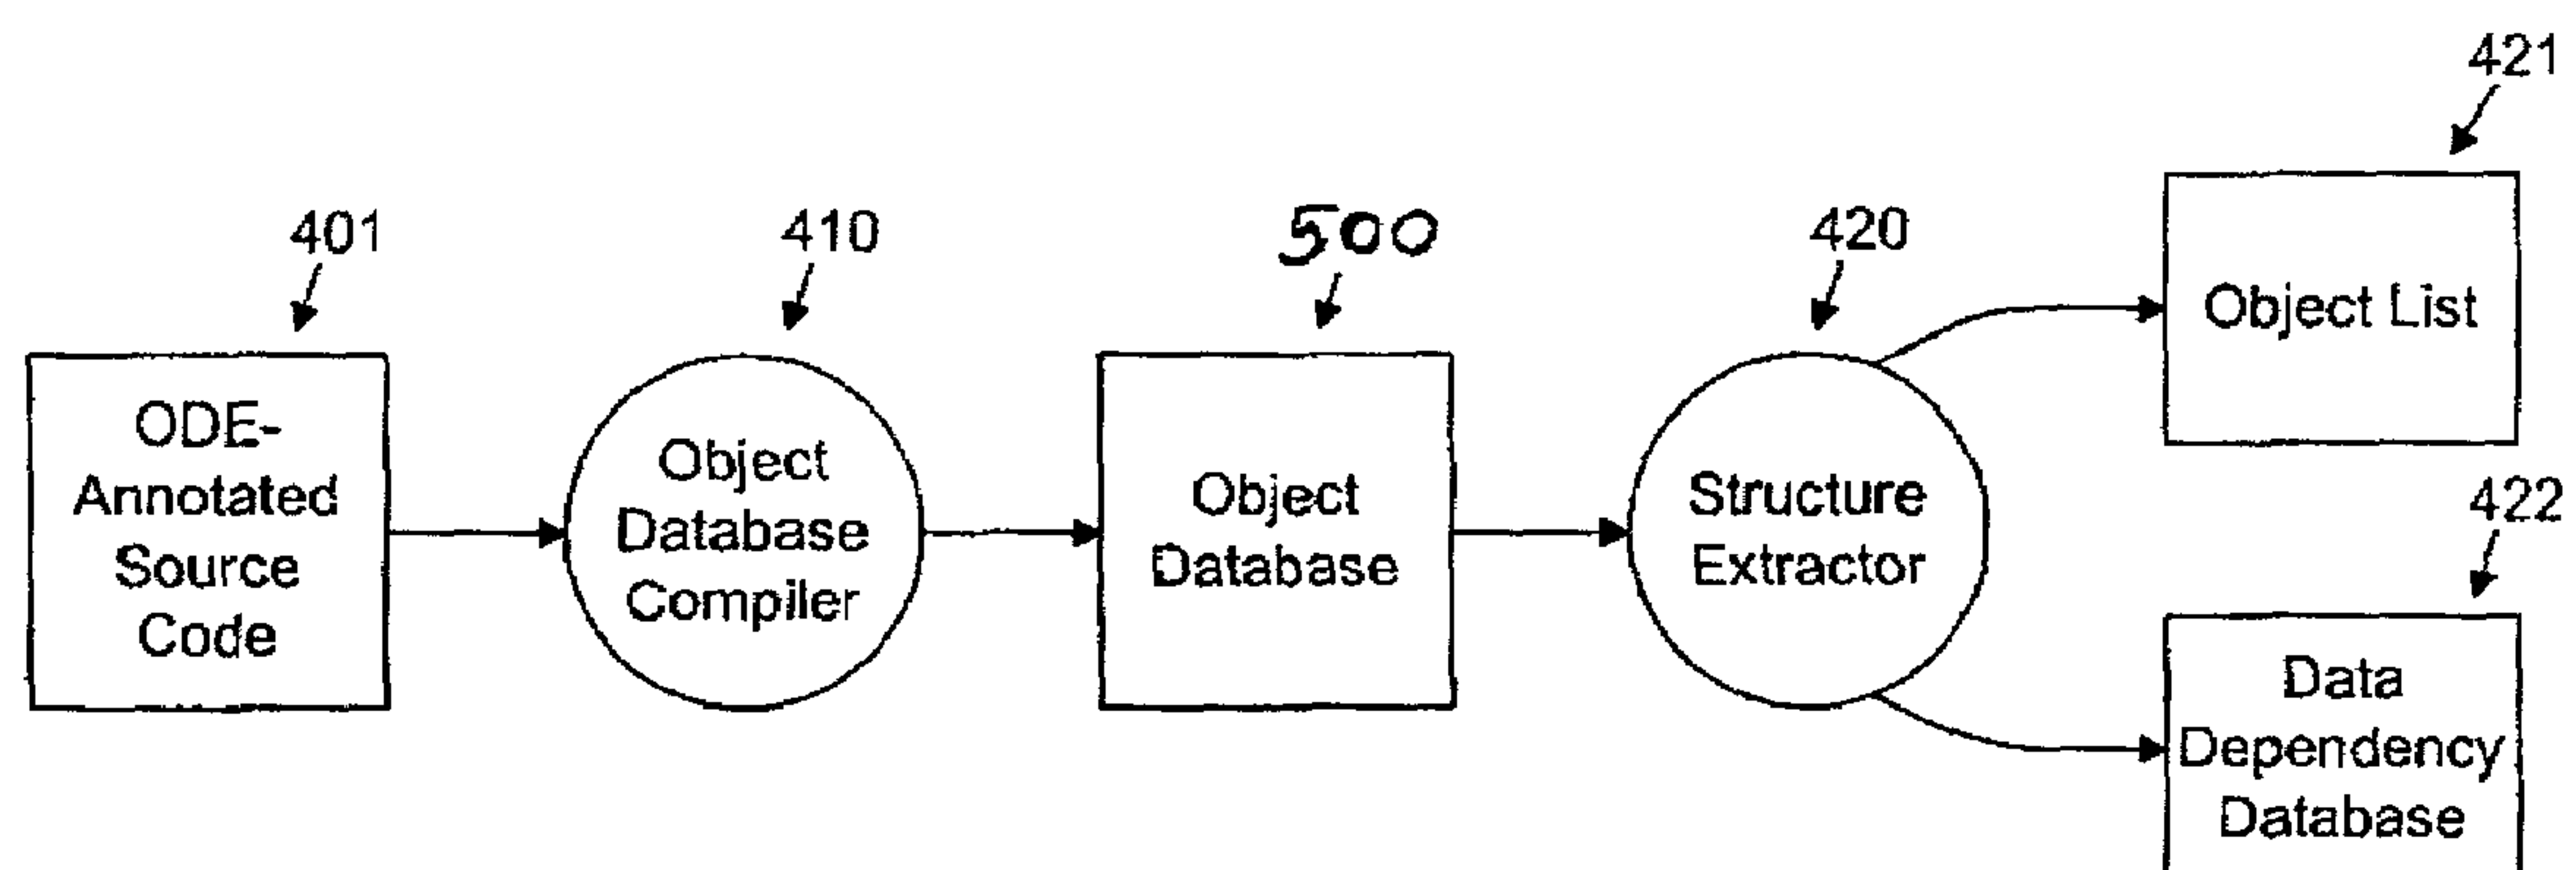 421
401
410
500
420
Object List
ODE-
Annotated
Source
Code
Object
Database
Compiler
Object
Database
Structure
Extractor
422
Data
Dependency
Database